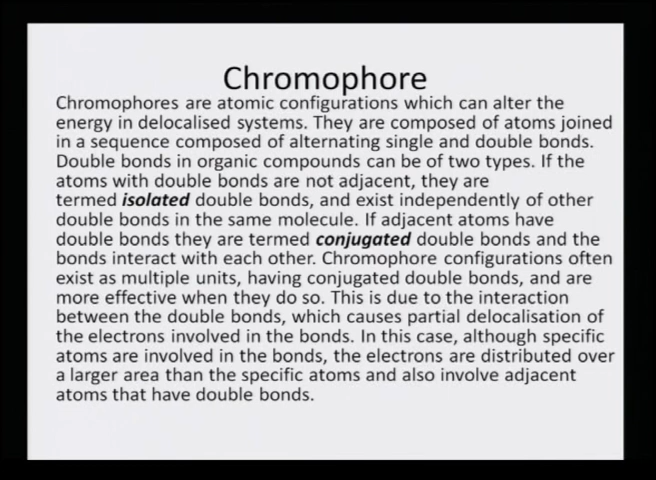 Chromophore
Chromophores are atomic configurations which can alter the
energy in delocalised systems. They are composed of atoms joined
in a sequence composed of alternating single and double bonds.
Double bonds in organic compounds can be of two types. If the
atoms with double bonds are not adjacent, they are
termed isolated double bonds, and exist independently of other
double bonds in the same molecule. If adjacent atoms have
double bonds they are termed conjugated double bonds and the
bonds interact with each other. Chromophore configurations often
exist as multiple units, having conjugated double bonds, and are
more effective when they do so. This is due to the interaction
between the double bonds, which causes partial delocalisation of
the electrons involved in the bonds. In this case, although specific
atoms are involved in the bonds, the electrons are distributed over
a larger area than the specific atoms and also involve adjacent
atoms that have double bonds.